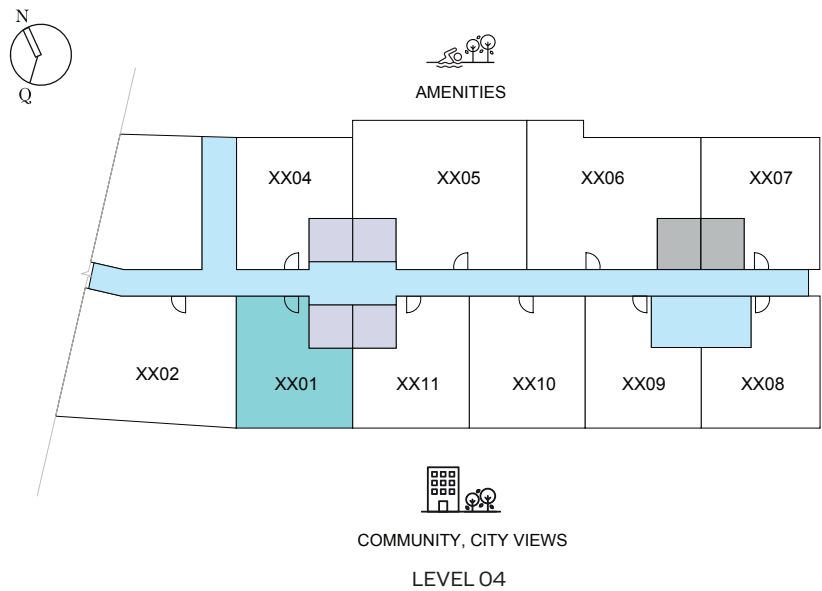 N
Q
AMENITIES
XX04
XX05
XX06
XX07
XX02
XX01
XX11
XX10
XX09
XX08
COMMUNITY, CITY VIEWS
LEVEL 04